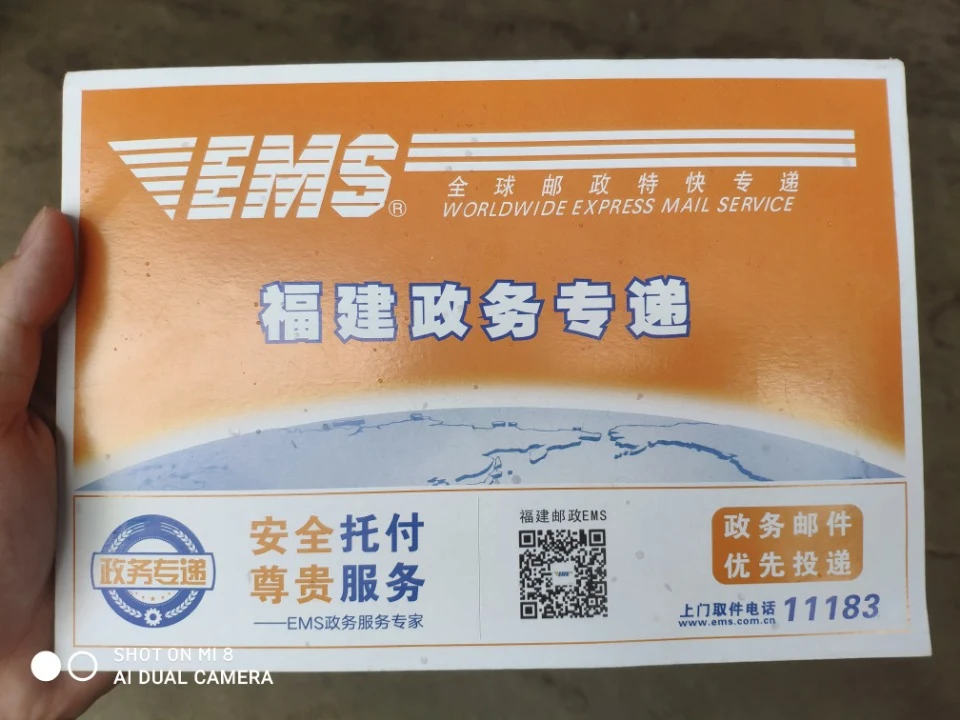 EMS®
全球邮政特快专递
WORLDWIDE EXPRESS MAIL SERVICE
福建政务专递
政务专递
安全托付
尊贵服务
——EMS政务服务专家
福建邮政EMS
EMS
政务邮件
优先投递
上门取件电话 11183
www.ems.com.cn
SHOT ON MI 8
AI DUAL CAMERA